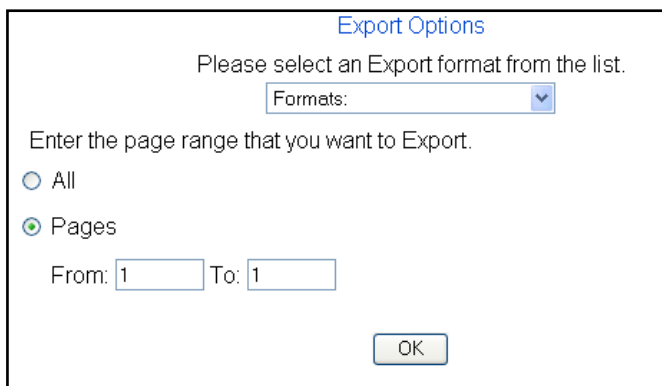 Export Options
Please select an Export format from the list.
Formats:
Enter the page range that you want to Export.
All
Pages
From: 1 To: 1
OK